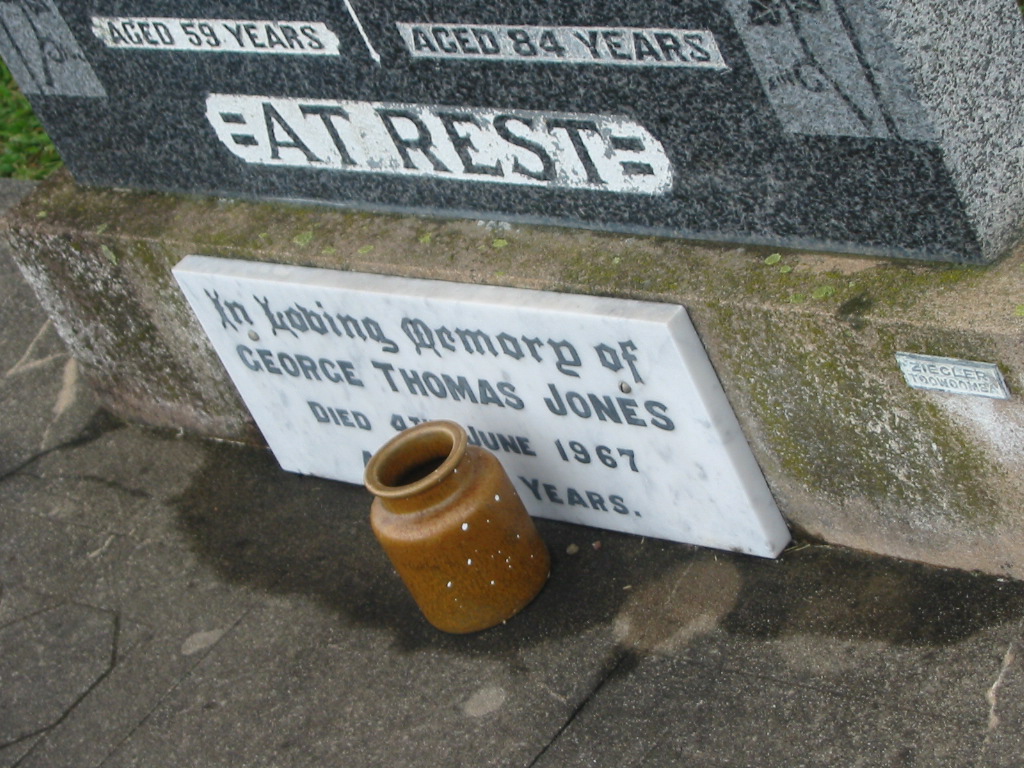 AGED 59 YEARS
AGED 84 YEARS
=AT REST=
In Loving Memory of
GEORGE THOMAS JONES
DIED 4TH JUNE 1967
YEARS.
ZIEGLER
TOOWOOMBA